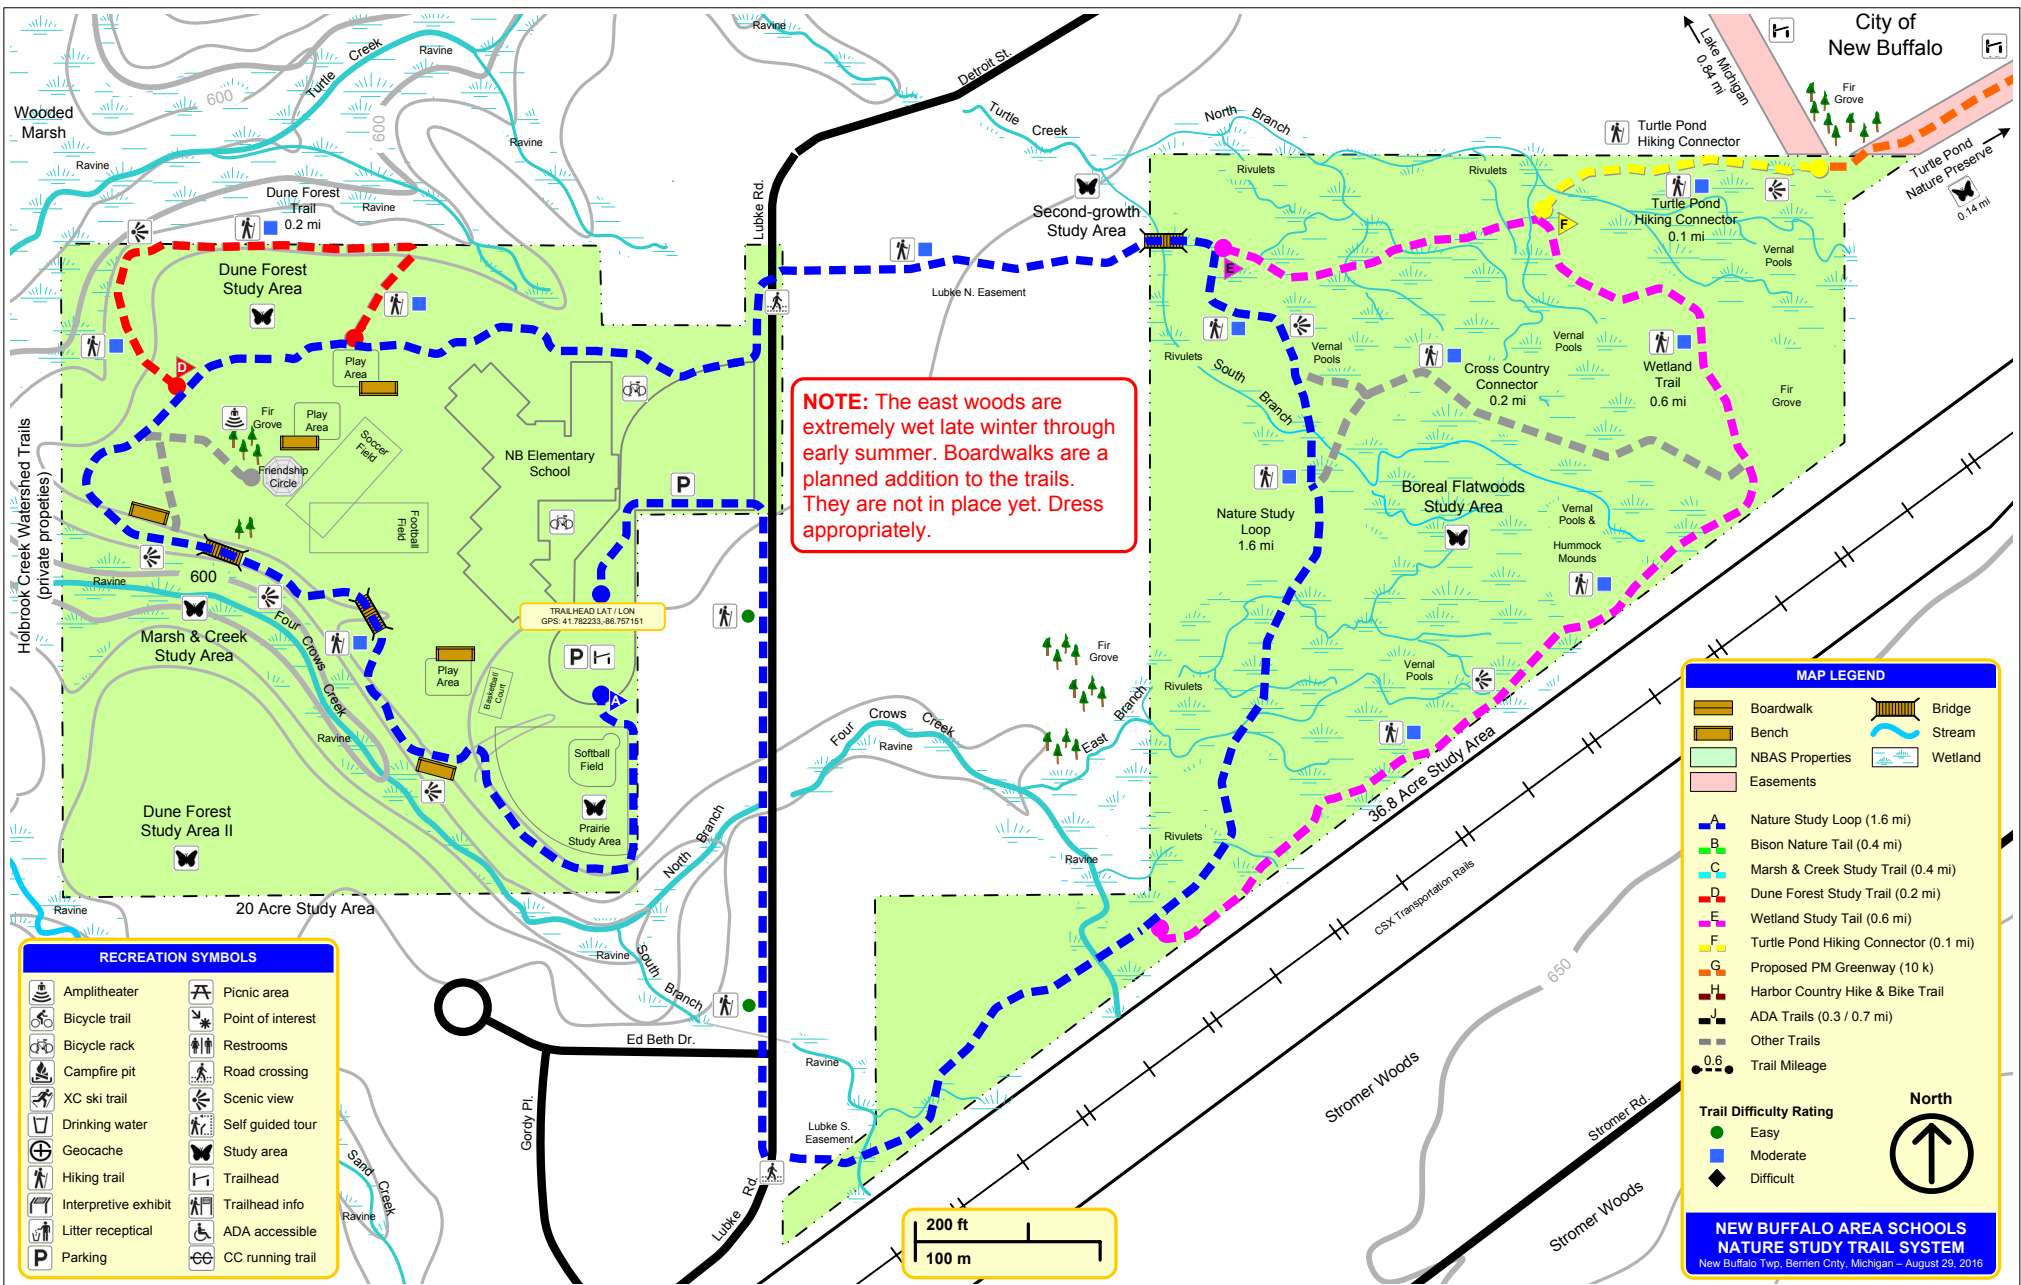 Ravine
Turtle Creek
Ravine
600
600
Wooded
Marsh
Ravine
Ravine
Dune Forest
Trail
0.2 mi
Ravine
Detroit St.
Lubke Rd.
Turtle Creek
North Branch
Second-growth
Study Area
Rivulets
Rivulets
Turtle Pond
Hiking Connector
Lake Michigan
0.84 mi
City of
New Buffalo
Fir
Grove
Turtle Pond
Nature Preserve
0.14 mi
Turtle Pond
Hiking Connector
0.1 mi
F
E
Vernal
Pools
Lubke N. Easement
Dune Forest
Study Area
D
Play
Area
Fir
Grove
Play
Area
Soccer
Field
Friendship
Circle
Football
Field
NB Elementary
School
P
Holbrook Creek Watershed Trails
(private propeties)
Ravine
600
Marsh & Creek
Study Area
Four Crows Creek
Ravine
Play
Area
Basketball
Court
TRAILHEAD LAT / LON
GPS: 41.782233,-86.757151
P
A
Softball
Field
Prairie
Study Area
Dune Forest
Study Area II
20 Acre Study Area
Ravine
NOTE: The east woods are
extremely wet late winter through
early summer. Boardwalks are a
planned addition to the trails.
They are not in place yet. Dress
appropriately.
Rivulets
South Branch
Vernal
Pools
Vernal
Pools
Cross Country
Connector
0.2 mi
Wetland
Trail
0.6 mi
Fir
Grove
Boreal Flatwoods
Study Area
Nature Study
Loop
1.6 mi
Vernal
Pools &
Hummock
Mounds
Vernal
Pools
Fir
Grove
Rivulets
East Branch
Four Crows Creek
Ravine
Rivulets
Ravine
North Branch
South Branch
Ravine
Ed Beth Dr.
Gordy Pl.
Ravine
Lubke S.
Easement
Lubke Rd.
Sand Creek
Ravine
36.8 Acre Study Area
CSX Transportation Rails
650
Stromer Woods
Stromer Rd.
Stromer Woods
200 ft
100 m
RECREATION SYMBOLS
Amplitheater
Bicycle trail
Bicycle rack
Campfire pit
XC ski trail
Drinking water
Geocache
Hiking trail
Interpretive exhibit
Litter receptical
P Parking
Picnic area
Point of interest
Restrooms
Road crossing
Scenic view
Self guided tour
Study area
Trailhead
Trailhead info
ADA accessible
CC running trail
MAP LEGEND
Boardwalk
Bench
NBAS Properties
Easements
Bridge
Stream
Wetland
A Nature Study Loop (1.6 mi)
B Bison Nature Tail (0.4 mi)
C Marsh & Creek Study Trail (0.4 mi)
D Dune Forest Study Trail (0.2 mi)
E Wetland Study Tail (0.6 mi)
F Turtle Pond Hiking Connector (0.1 mi)
G Proposed PM Greenway (10 k)
H Harbor Country Hike & Bike Trail
J ADA Trails (0.3 / 0.7 mi)
Other Trails
0.6 Trail Mileage
Trail Difficulty Rating
Easy
Moderate
Difficult
North
NEW BUFFALO AREA SCHOOLS
NATURE STUDY TRAIL SYSTEM
New Buffalo Twp, Berrien Cnty, Michigan – August 29, 2016